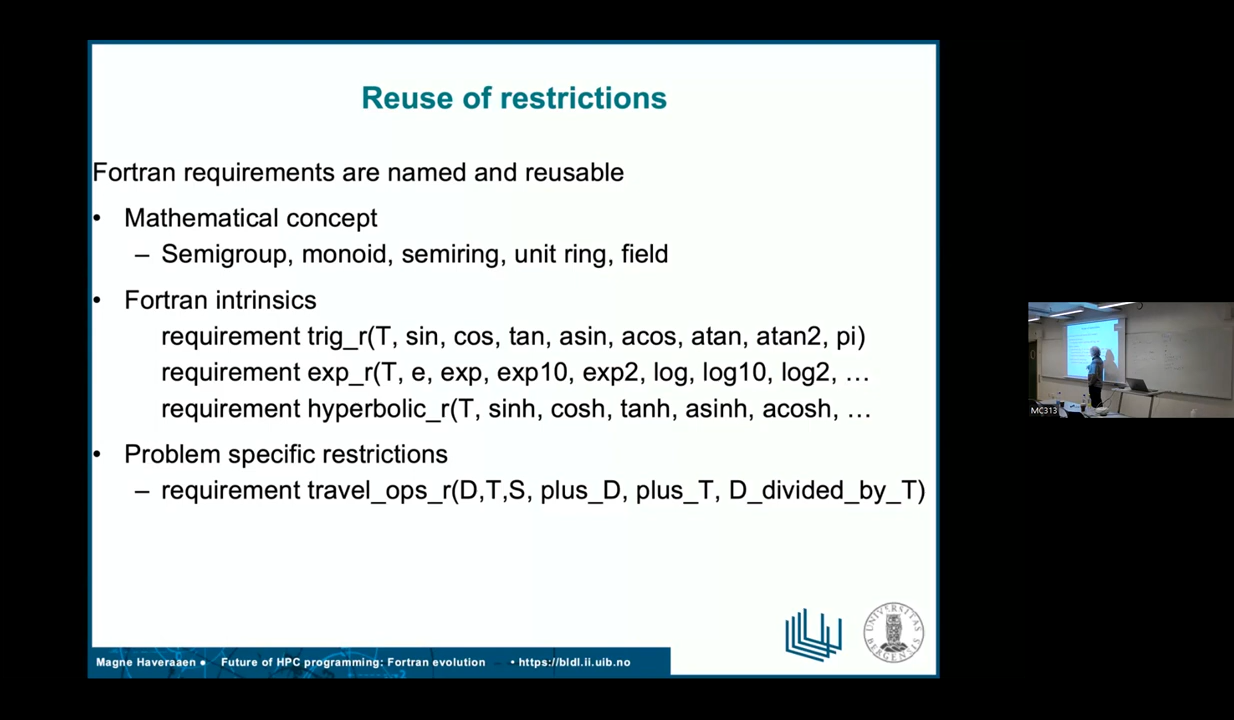 Reuse of restrictions
Fortran requirements are named and reusable
• Mathematical concept
– Semigroup, monoid, semiring, unit ring, field
• Fortran intrinsics
requirement trig_r(T, sin, cos, tan, asin, acos, atan, atan2, pi)
requirement exp_r(T, e, exp, exp10, exp2, log, log10, log2, …
requirement hyperbolic_r(T, sinh, cosh, tanh, asinh, acosh, …
• Problem specific restrictions
– requirement travel_ops_r(D,T,S, plus_D, plus_T, D_divided_by_T)
UNIVERSITAS BERGENSIS
Magne Haveraaen • Future of HPC programming: Fortran evolution • https://bldl.ii.uib.no
MC313